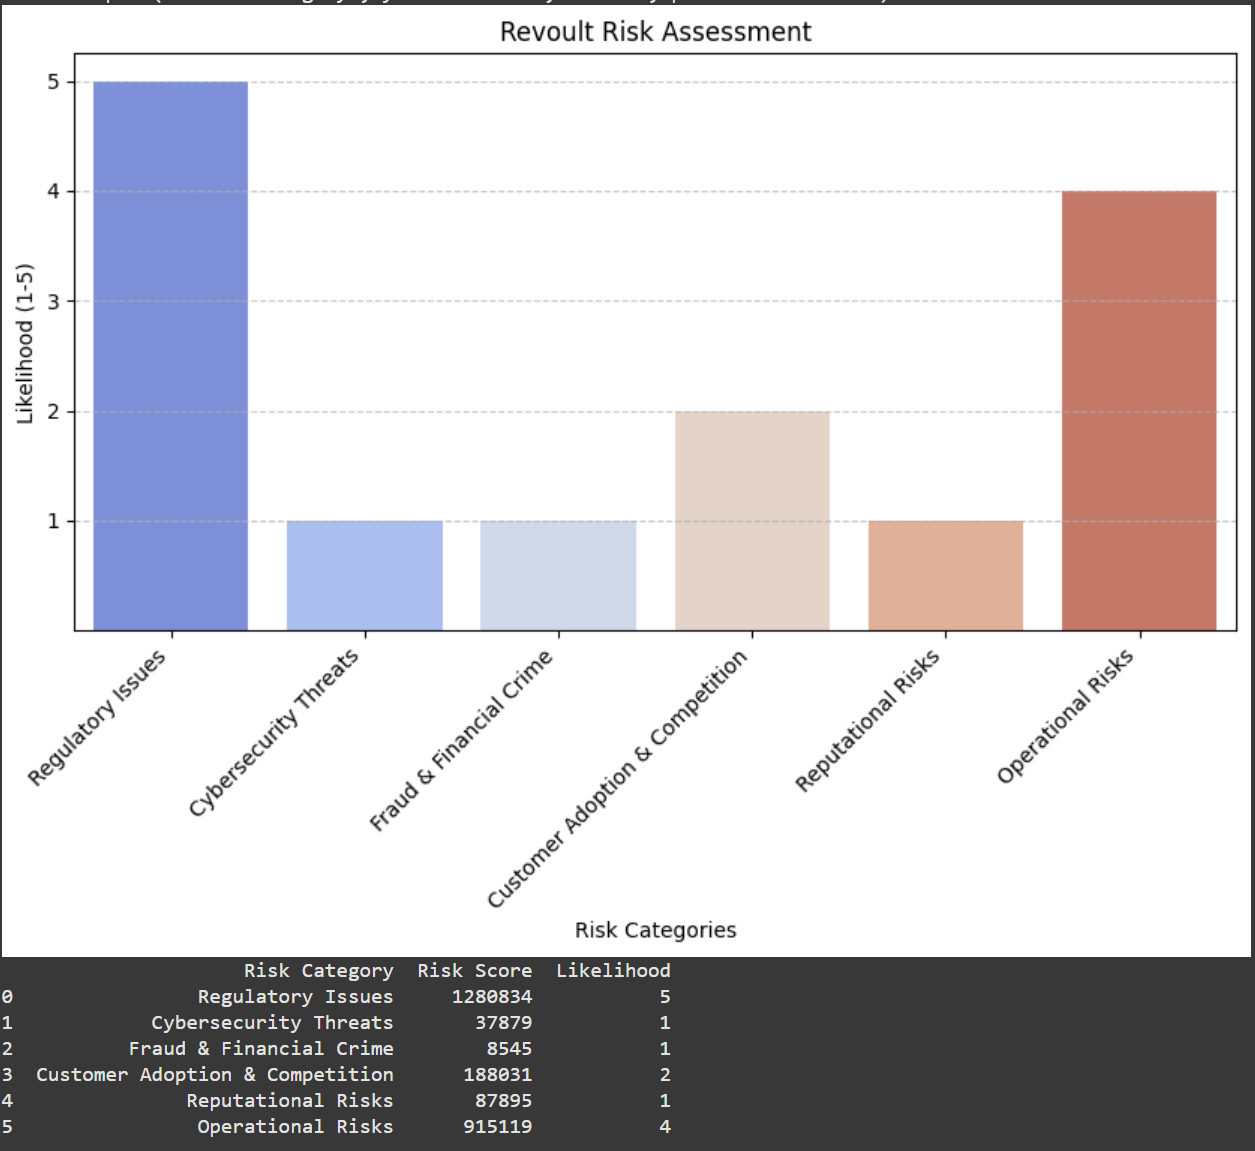 Revoult Risk Assessment
Likelihood (1-5)
5
4
3
2
1
Regulatory Issues
Cybersecurity Threats
Fraud & Financial Crime
Customer Adoption & Competition
Reputational Risks
Operational Risks
Risk Categories
Risk Category Risk Score Likelihood
0 Regulatory Issues 1280834 5
1 Cybersecurity Threats 37879 1
2 Fraud & Financial Crime 8545 1
3 Customer Adoption & Competition 188031 2
4 Reputational Risks 87895 1
5 Operational Risks 915119 4